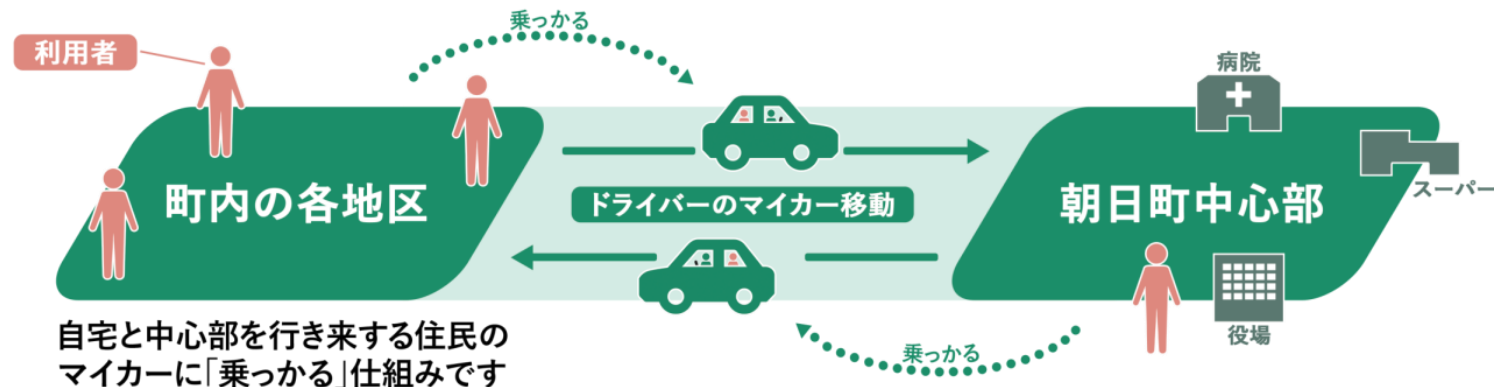 乗っかる
利用者
病院
町内の各地区
ドライバーのマイカー移動
朝日町中心部
スーパー
自宅と中心部を行き来する住民の
マイカーに「乗っかる」仕組みです
乗っかる
役場